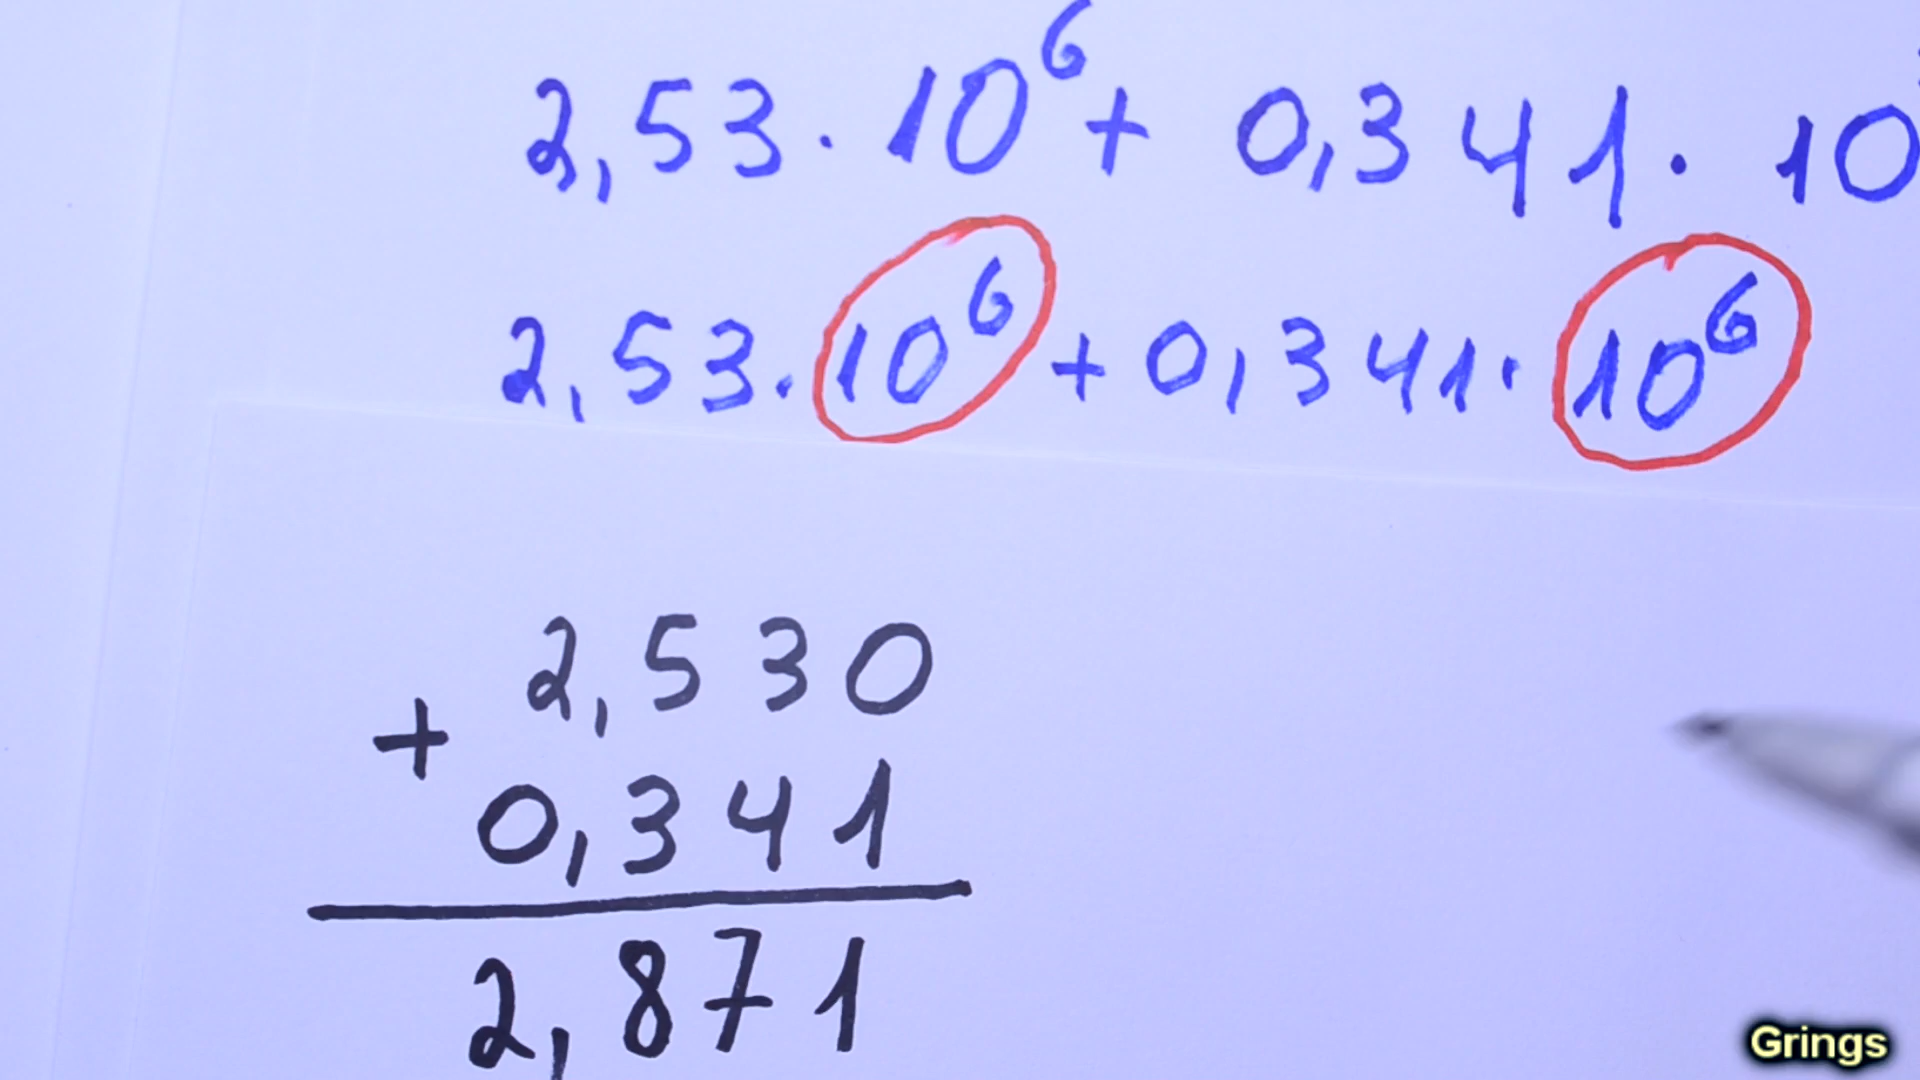 2,53 · 10⁶ + 0,341 · 10
2,53 · 10⁶ + 0,341 · 10⁶
2,530
+
0,341
2,871
Grings